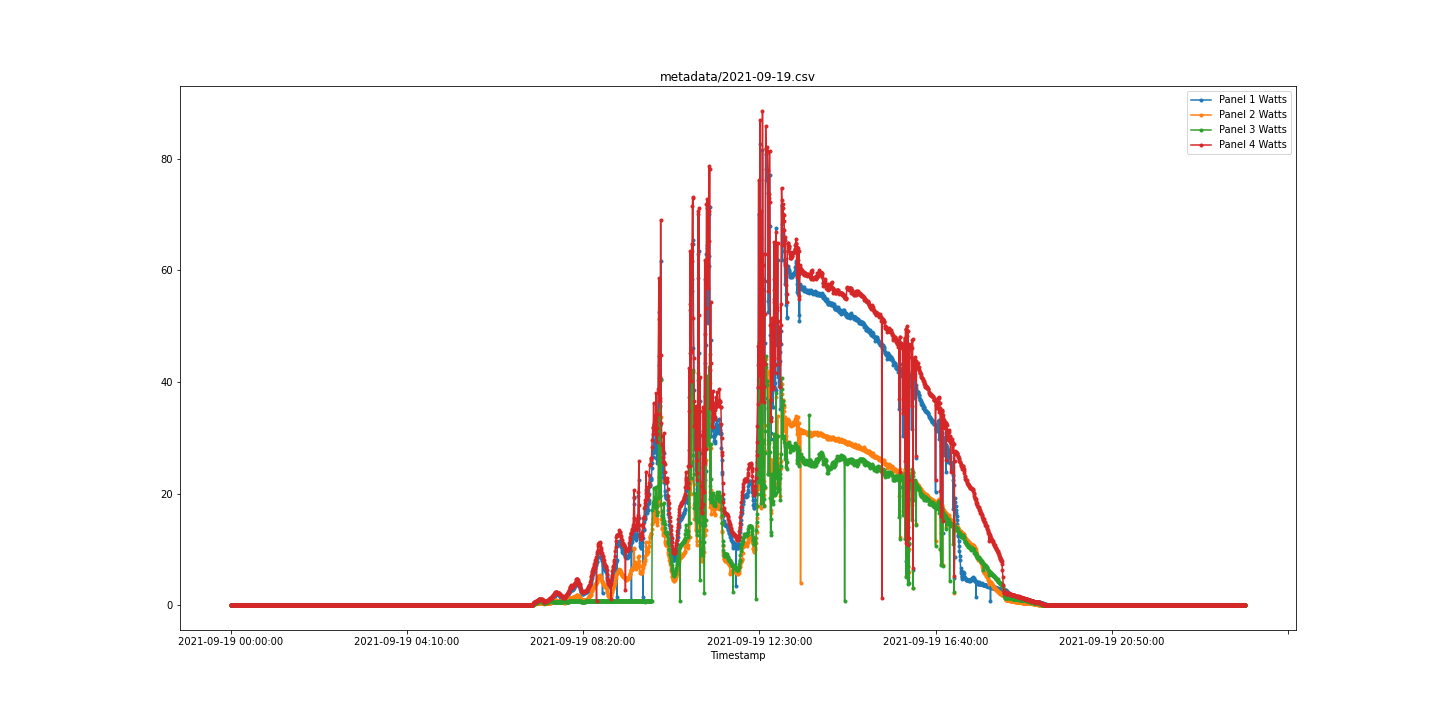 metadata/2021-09-19.csv
Panel 1 Watts
Panel 2 Watts
Panel 3 Watts
Panel 4 Watts
80
60
40
20
0
2021-09-19 00:00:00 2021-09-19 04:10:00 2021-09-19 08:20:00 2021-09-19 12:30:00 2021-09-19 16:40:00 2021-09-19 20:50:00
Timestamp